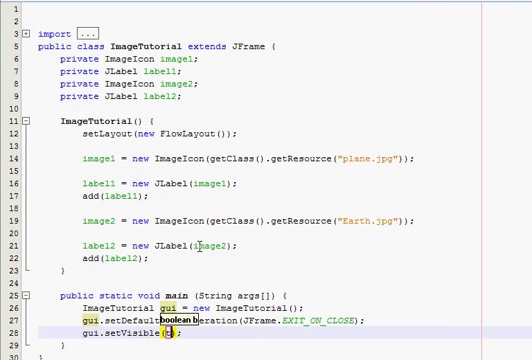 1
2
3 import ...
5 public class ImageTutorial extends JFrame {
6 private ImageIcon image1;
7 private JLabel label1;
8 private ImageIcon image2;
9 private JLabel label2;
10
11 ImageTutorial() {
12 setLayout(new FlowLayout());
13
14 image1 = new ImageIcon(getClass().getResource("plane.jpg"));
15
16 label1 = new JLabel(image1);
17 add(label1);
18
19 image2 = new ImageIcon(getClass().getResource("Earth.jpg"));
20
21 label2 = new JLabel(image2);
22 add(label2);
23 }
24
25 public static void main (String args[]) {
26 ImageTutorial gui = new ImageTutorial();
27 gui.setDefault boolean b eration(JFrame.EXIT_ON_CLOSE);
28 gui.setVisible(t);
29 }